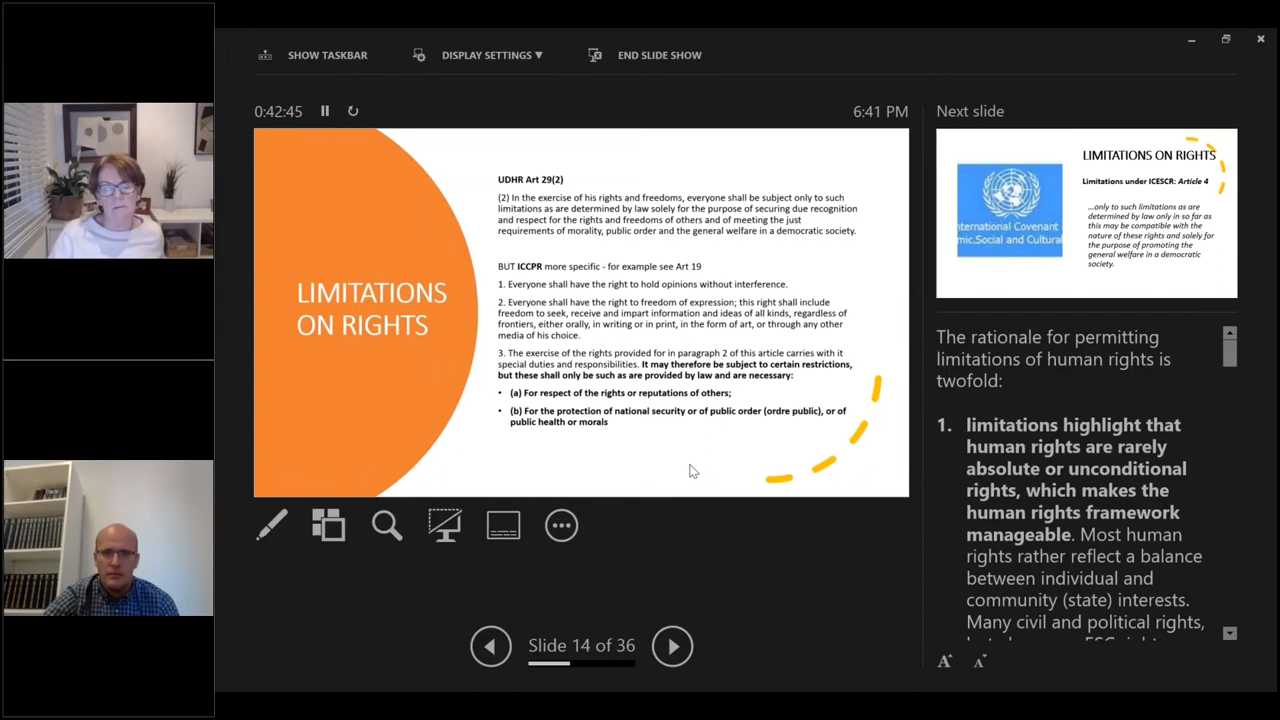 SHOW TASKBAR
DISPLAY SETTINGS ▼
END SLIDE SHOW
0:42:45
6:41 PM
LIMITATIONS
ON RIGHTS
UDHR Art 29(2)
(2) In the exercise of his rights and freedoms, everyone shall be subject only to such
limitations as are determined by law solely for the purpose of securing due recognition
and respect for the rights and freedoms of others and of meeting the just
requirements of morality, public order and the general welfare in a democratic society.
BUT ICCPR more specific - for example see Art 19
1. Everyone shall have the right to hold opinions without interference.
2. Everyone shall have the right to freedom of expression; this right shall include
freedom to seek, receive and impart information and ideas of all kinds, regardless of
frontiers, either orally, in writing or in print, in the form of art, or through any other
media of his choice.
3. The exercise of the rights provided for in paragraph 2 of this article carries with it
special duties and responsibilities. It may therefore be subject to certain restrictions,
but these shall only be such as are provided by law and are necessary:
• (a) For respect of the rights or reputations of others;
• (b) For the protection of national security or of public order (ordre public), or of
public health or morals
Slide 14 of 36
Next slide
LIMITATIONS ON RIGHTS
Limitations under ICESCR: Article 4
...only to such limitations as are
determined by law only in so far as
this may be compatible with the
nature of these rights and solely for
the purpose of promoting the
general welfare in a democratic
society.
nternational Covenant
mic,Social and Cultural
The rationale for permitting
limitations of human rights is
twofold:
1. limitations highlight that
human rights are rarely
absolute or unconditional
rights, which makes the
human rights framework
manageable. Most human
rights rather reflect a balance
between individual and
community (state) interests.
Many civil and political rights,
A A